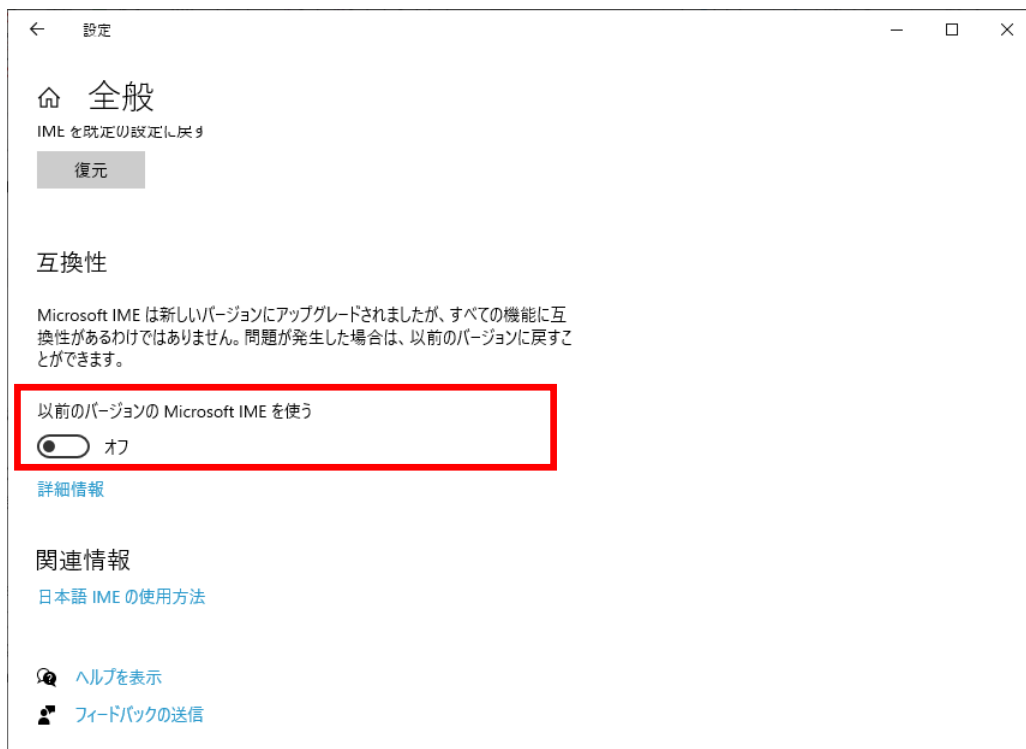 設定
全般
IME を既定の設定に戻す
復元
互換性
Microsoft IME は新しいバージョンにアップグレードされましたが、すべての機能に互
換性があるわけではありません。問題が発生した場合は、以前のバージョンに戻すこ
とができます。
以前のバージョンの Microsoft IME を使う
オフ
詳細情報
関連情報
日本語 IME の使用方法
ヘルプを表示
フィードバックの送信